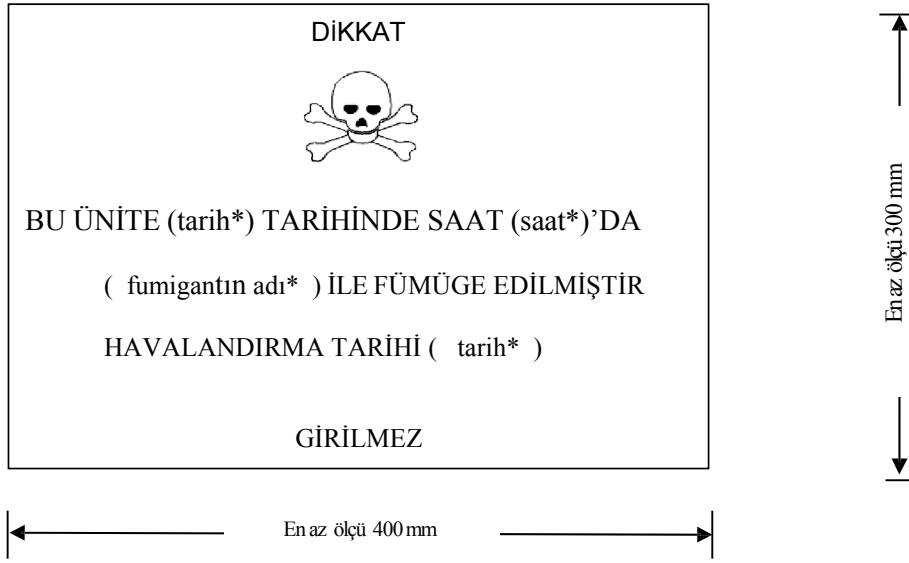 DİKKAT
BU ÜNİTE (tarih*) TARİHİNDE SAAT (saat*)’DA
( fumigantın adı* ) İLE FÜMÜGE EDİLMİŞTİR
HAVALANDIRMA TARİHİ ( tarih* )
GİRİLMEZ
En az ölçü 300 mm
En az ölçü 400 mm